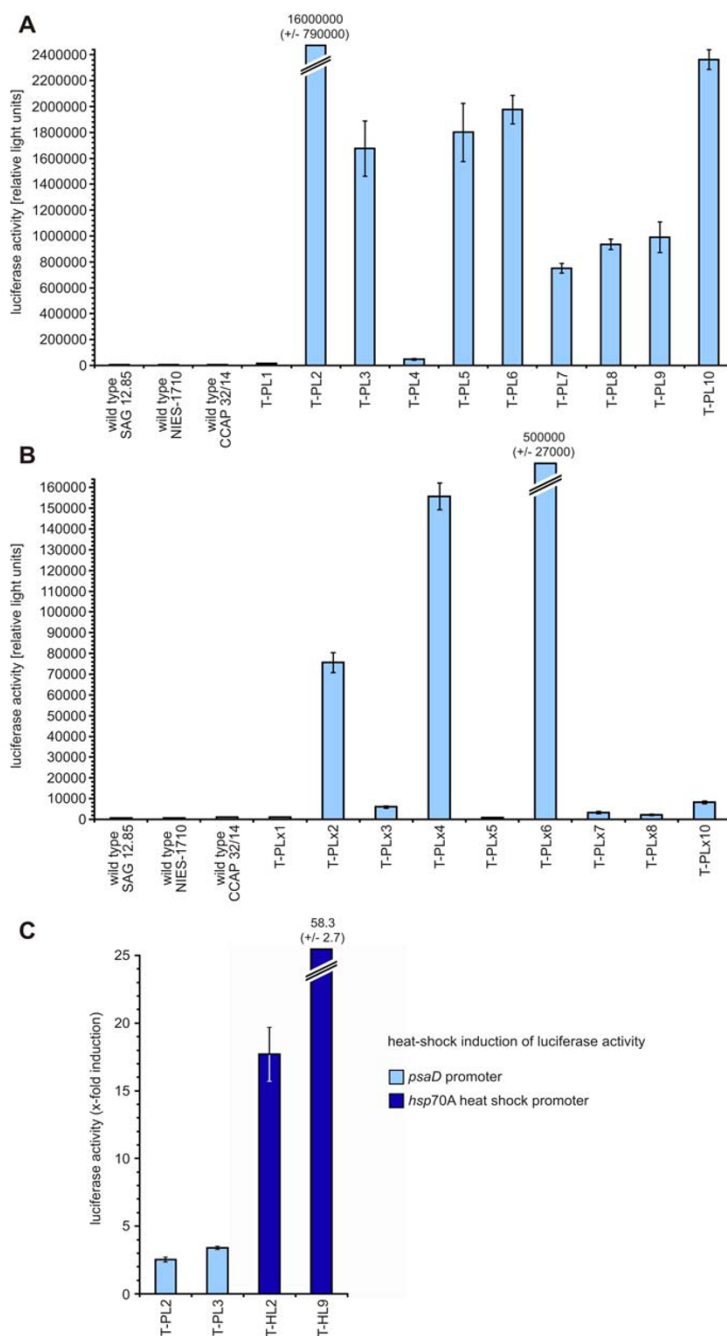 A
16000000
(+/- 790000)
luciferase activity [relative light units]
2400000
2200000
2000000
1800000
1600000
1400000
1200000
1000000
800000
600000
400000
200000
0
wild type
SAG 12.85
wild type
NIES-1710
wild type
CCAP 32/14
T-PL1
T-PL2
T-PL3
T-PL4
T-PL5
T-PL6
T-PL7
T-PL8
T-PL9
T-PL10
B
500000
(+/- 27000)
luciferase activity [relative light units]
160000
150000
140000
130000
120000
110000
100000
90000
80000
70000
60000
50000
40000
30000
20000
10000
0
wild type
SAG 12.85
wild type
NIES-1710
wild type
CCAP 32/14
T-PLx1
T-PLx2
T-PLx3
T-PLx4
T-PLx5
T-PLx6
T-PLx7
T-PLx8
T-PLx10
C
58.3
(+/- 2.7)
luciferase activity (x-fold induction)
25
20
15
10
5
0
T-PL2
T-PL3
T-HL2
T-HL9
heat-shock induction of luciferase activity
psaD promoter
hsp70A heat shock promoter